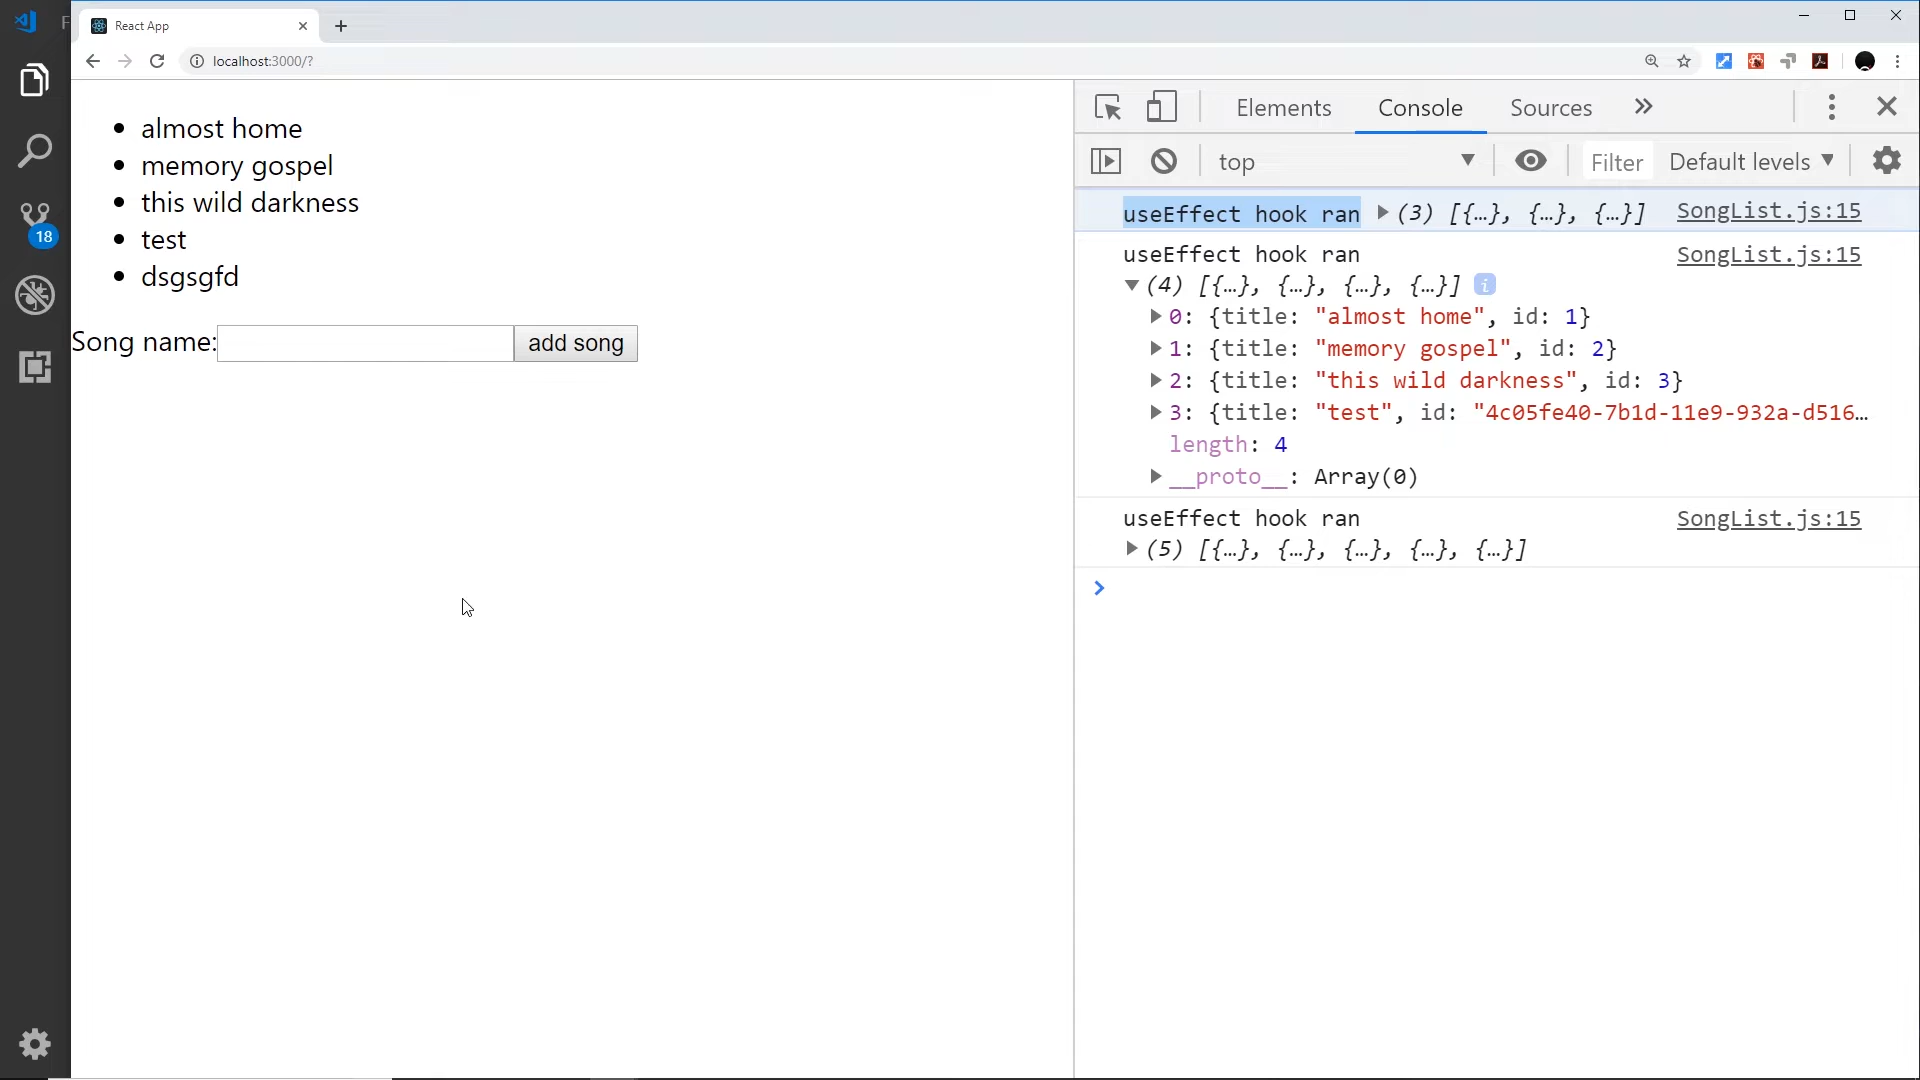 F
React App
localhost:3000/?
18
almost home
memory gospel
this wild darkness
test
dsgsgfd
Song name:
add song
Elements Console Sources
top Filter Default levels
useEffect hook ran (3) [{…}, {…}, {…}] SongList.js:15
useEffect hook ran SongList.js:15
(4) [{…}, {…}, {…}, {…}] i
0: {title: "almost home", id: 1}
1: {title: "memory gospel", id: 2}
2: {title: "this wild darkness", id: 3}
3: {title: "test", id: "4c05fe40-7b1d-11e9-932a-d516…
length: 4
__proto__: Array(0)
useEffect hook ran SongList.js:15
(5) [{…}, {…}, {…}, {…}, {…}]